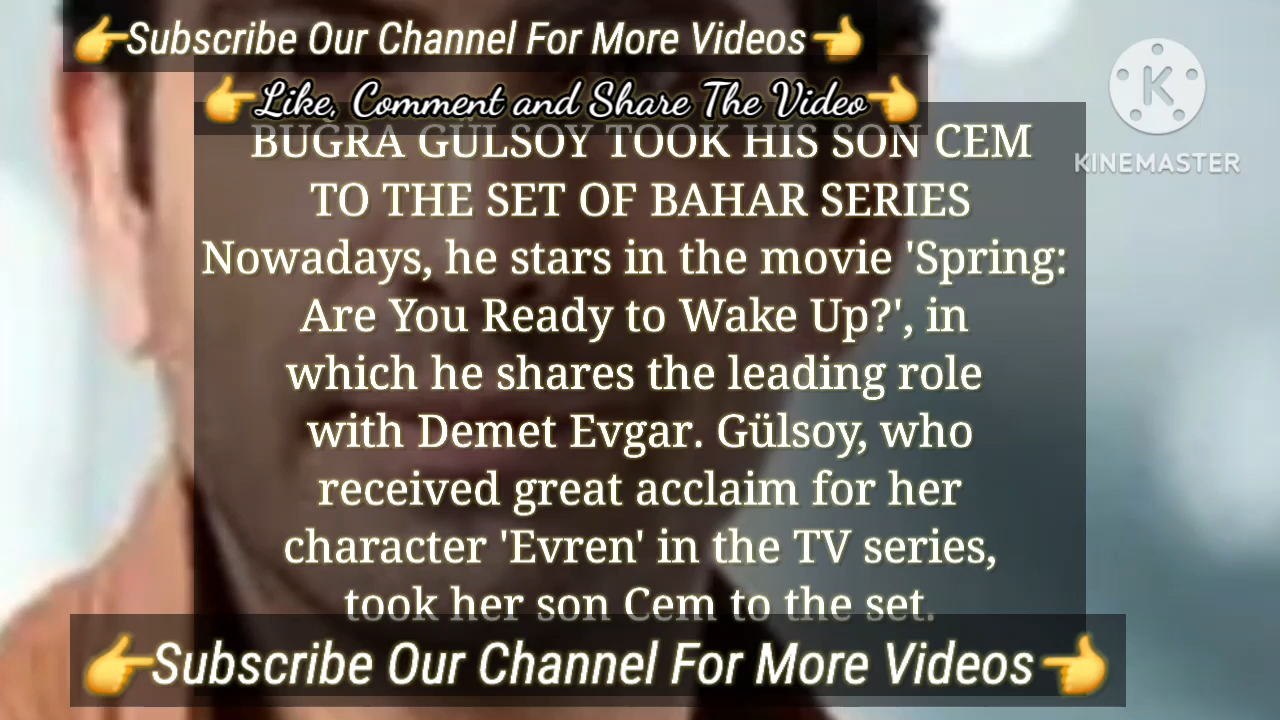 👉Subscribe Our Channel For More Videos👈
👉Like, Comment and Share The Video👈
BUĞRA GÜLSOY TOOK HIS SON CEM
TO THE SET OF BAHAR SERIES
Nowadays, he stars in the movie 'Spring:
Are You Ready to Wake Up?', in
which he shares the leading role
with Demet Evgar. Gülsoy, who
received great acclaim for her
character 'Evren' in the TV series,
took her son Cem to the set.
👉Subscribe Our Channel For More Videos👈
K
KINEMASTER